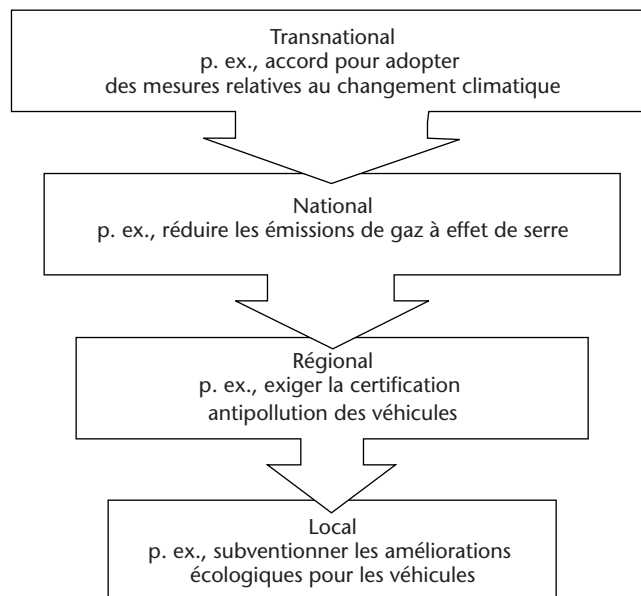 Transnational
p. ex., accord pour adopter
des mesures relatives au changement climatique
National
p. ex., réduire les émissions de gaz à effet de serre
Régional
p. ex., exiger la certification
antipollution des véhicules
Local
p. ex., subventionner les améliorations
écologiques pour les véhicules